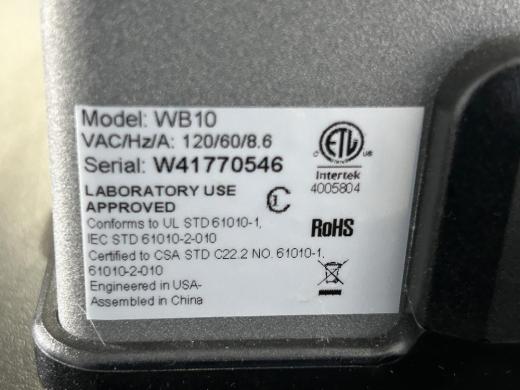 Model: WB10
VAC/Hz/A: 120/60/8.6
Serial: W41770546
LABORATORY USE
APPROVED
Conforms to UL STD 61010-1,
IEC STD 61010-2-010
Certified to CSA STD C22.2 NO. 61010-1,
61010-2-010
Engineered in USA-
Assembled in China
ETL
C US
Intertek
4005804
RoHS